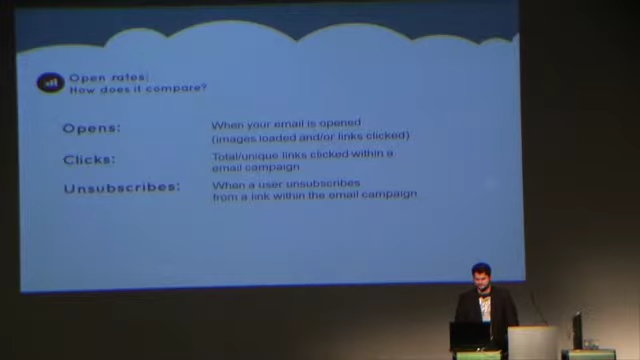 Open rates:
How does it compare?
Opens:
When your email is opened
(images loaded and/or links clicked)
Clicks:
Total/unique links clicked within a
email campaign
Unsubscribes:
When a user unsubscribes
from a link within the email campaign